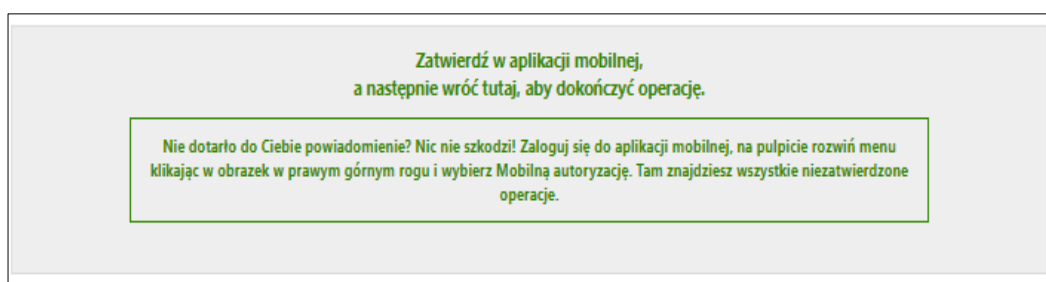 Zatwierdź w aplikacji mobilnej,
a następnie wróć tutaj, aby dokończyć operację.
Nie dotarło do Ciebie powiadomienie? Nic nie szkodzi! Zaloguj się do aplikacji mobilnej, na pulpicie rozwiń menu
klikając w obrazek w prawym górnym rogu i wybierz Mobilną autoryzację. Tam znajdziesz wszystkie niezatwierdzone
operacje.